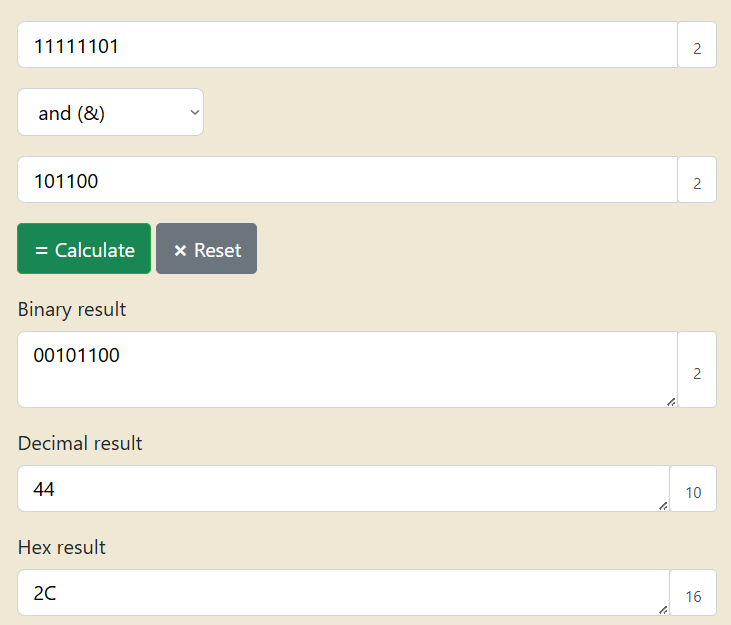 11111101 2
and (&)
101100 2
= Calculate × Reset
Binary result
00101100 2
Decimal result
44 10
Hex result
2C 16